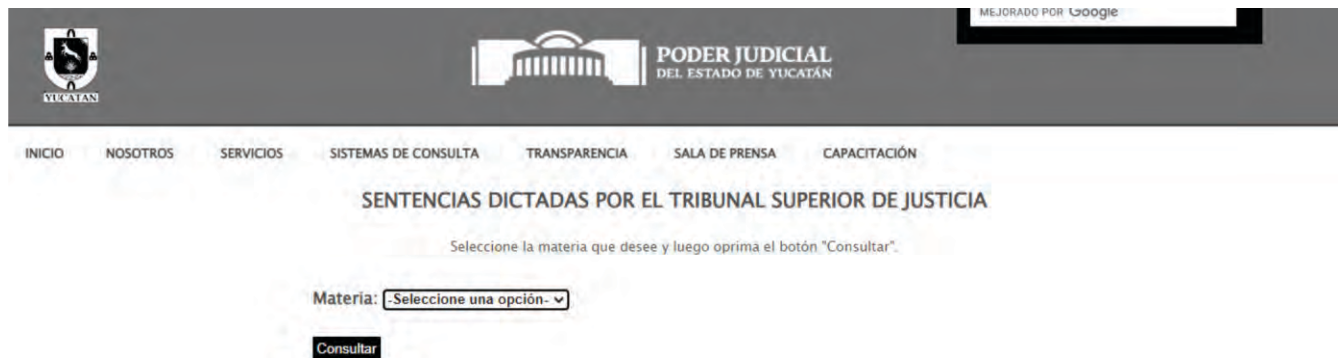 MEJORADO POR Google
YUCATAN
PODER JUDICIAL
DEL ESTADO DE YUCATÁN
INICIO NOSOTROS SERVICIOS SISTEMAS DE CONSULTA TRANSPARENCIA SALA DE PRENSA CAPACITACIÓN
SENTENCIAS DICTADAS POR EL TRIBUNAL SUPERIOR DE JUSTICIA
Seleccione la materia que desee y luego oprima el botón "Consultar".
Materia: -Seleccione una opción-
Consultar